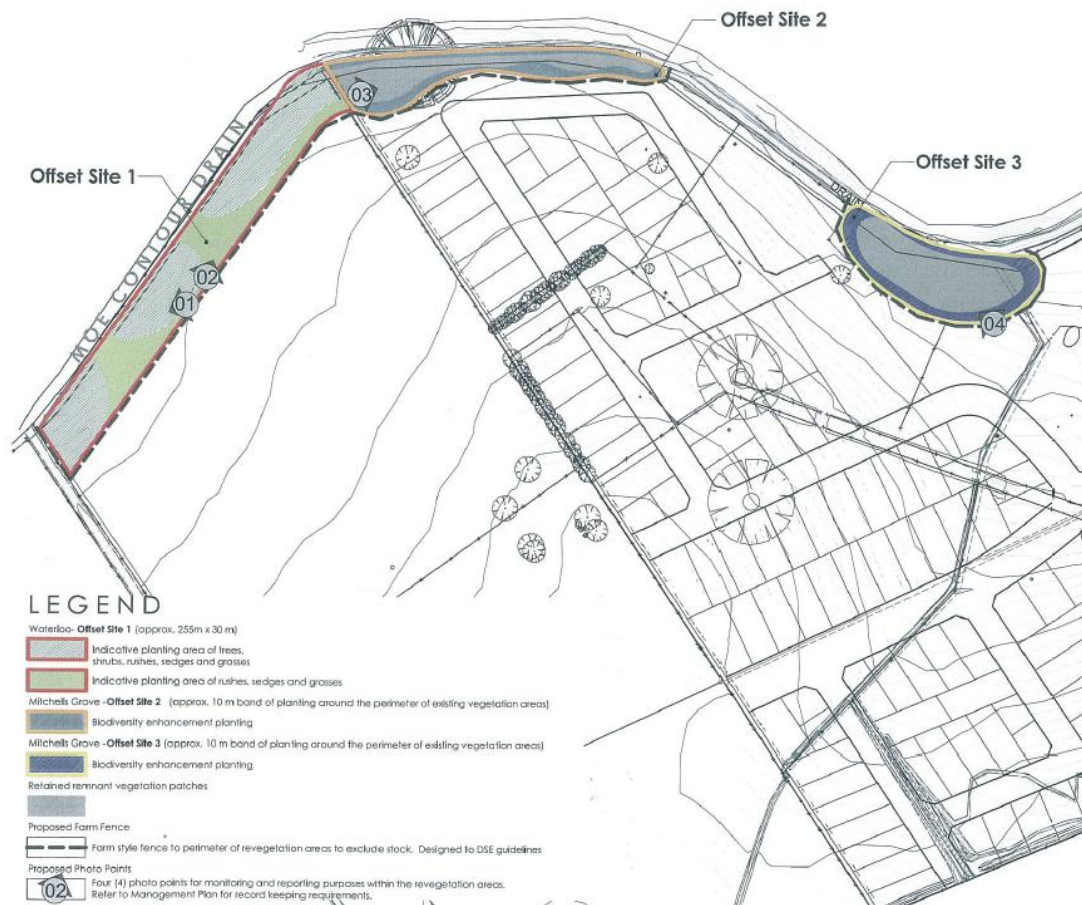 Offset Site 2
03
Offset Site 1
MOE CONTOUR DRAIN
Offset Site 3
DRAIN
02
01
04
LEGEND
Waterloo- Offset Site 1 (approx. 255m x 30 m)
Indicative planting area of trees,
shrubs, rushes, sedges and grasses
Indicative planting area of rushes, sedges and grasses
Mitchells Grove - Offset Site 2 (approx. 10 m band of planting around the perimeter of existing vegetation areas)
Biodiversity enhancement planting
Mitchells Grove - Offset Site 3 (approx. 10 m band of planting around the perimeter of existing vegetation areas)
Biodiversity enhancement planting
Retained remnant vegetation patches
Proposed Farm Fence
Farm style fence to perimeter of revegetation areas to exclude stock. Designed to DSE guidelines
Proposed Photo Points
02
Four (4) photo points for monitoring and reporting purposes within the revegetation areas.
Refer to Management Plan for record keeping requirements.